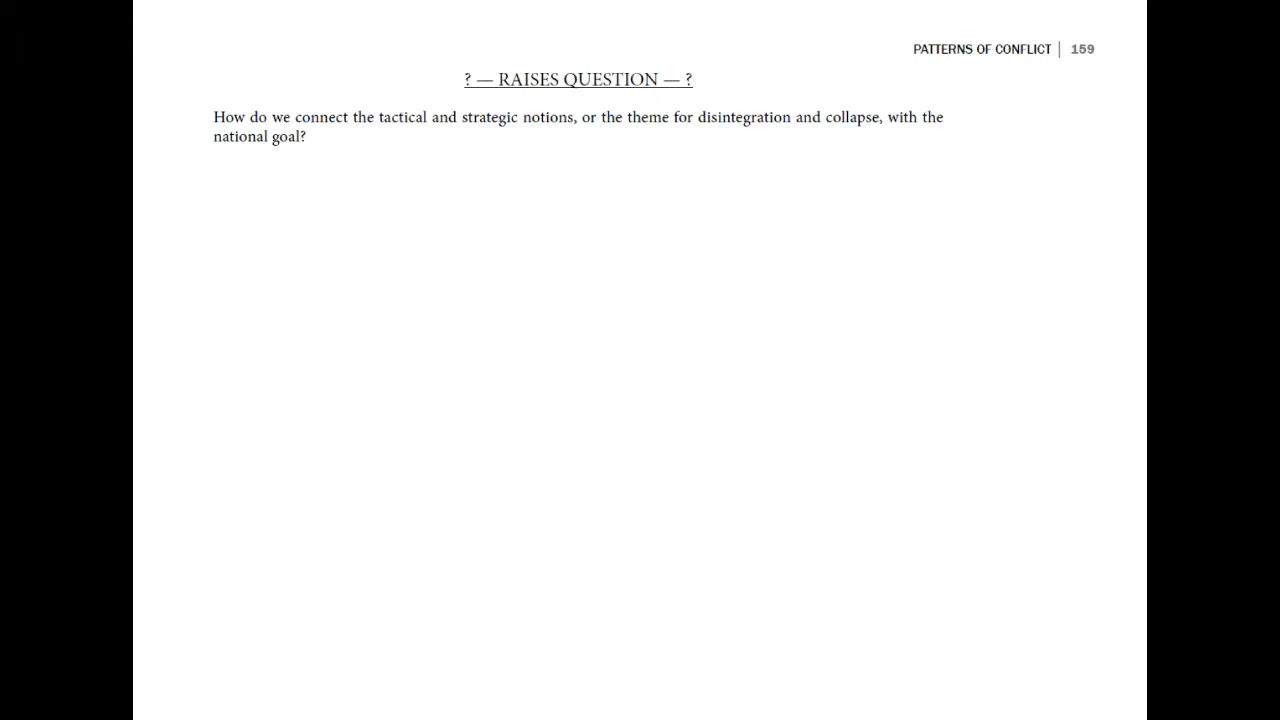 PATTERNS OF CONFLICT | 159
? — RAISES QUESTION — ?
How do we connect the tactical and strategic notions, or the theme for disintegration and collapse, with the
national goal?